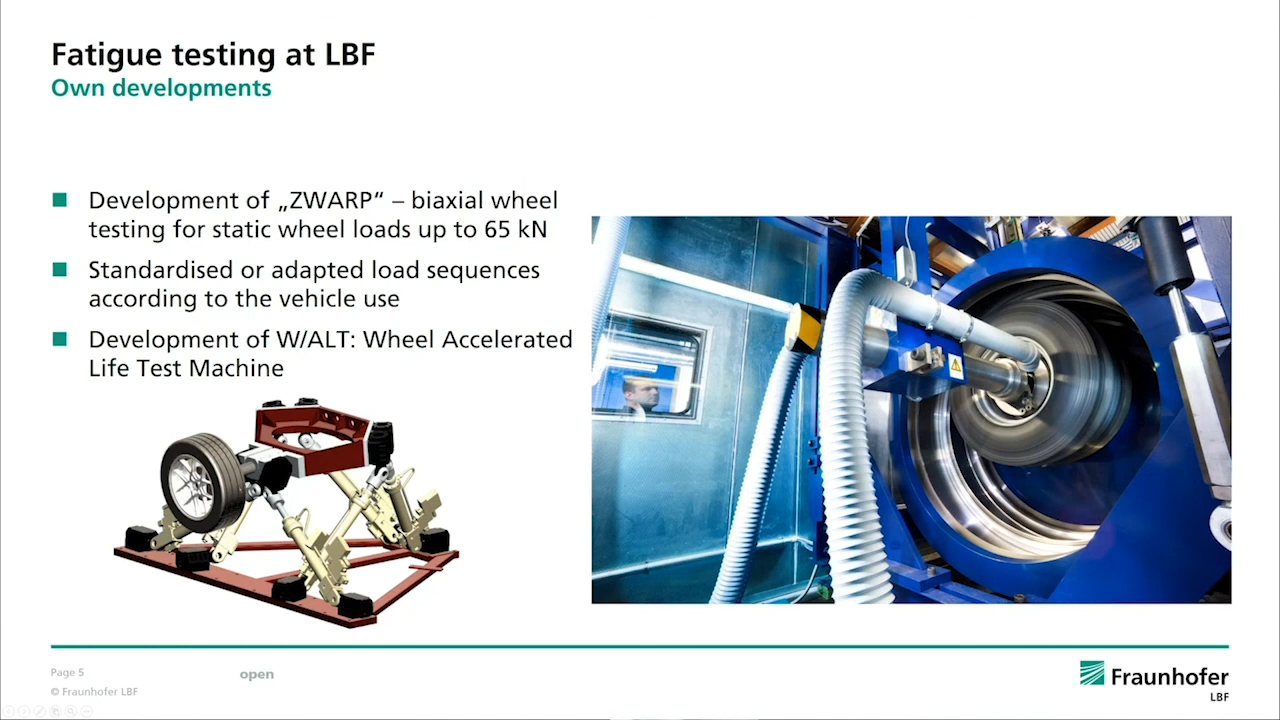 Fatigue testing at LBF
Own developments
Development of „ZWARP“ – biaxial wheel
testing for static wheel loads up to 65 kN
Standardised or adapted load sequences
according to the vehicle use
Development of W/ALT: Wheel Accelerated
Life Test Machine
Page 5
open
© Fraunhofer LBF
Fraunhofer
LBF